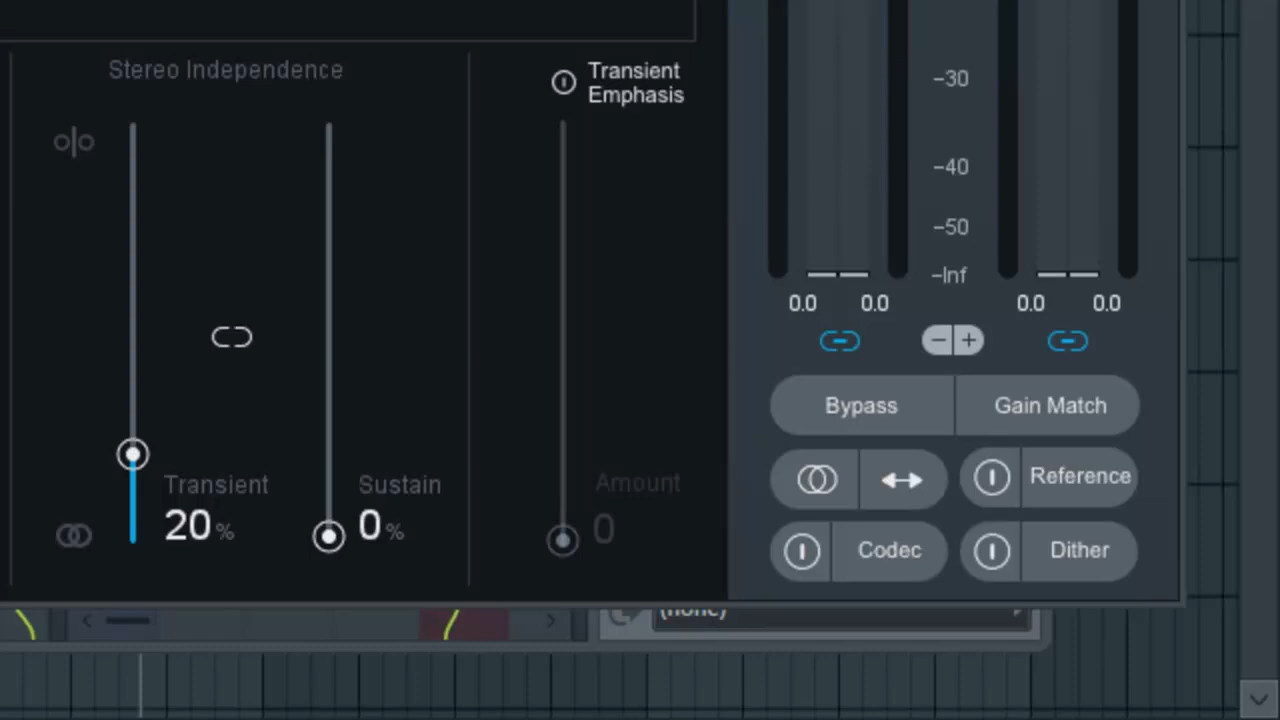 Stereo Independence
Transient
Emphasis
-30
-40
-50
-Inf
0.0 0.0 0.0 0.0
Bypass Gain Match
Transient Sustain Amount Reference
20 % 0 % 0
Codec Dither
(none)